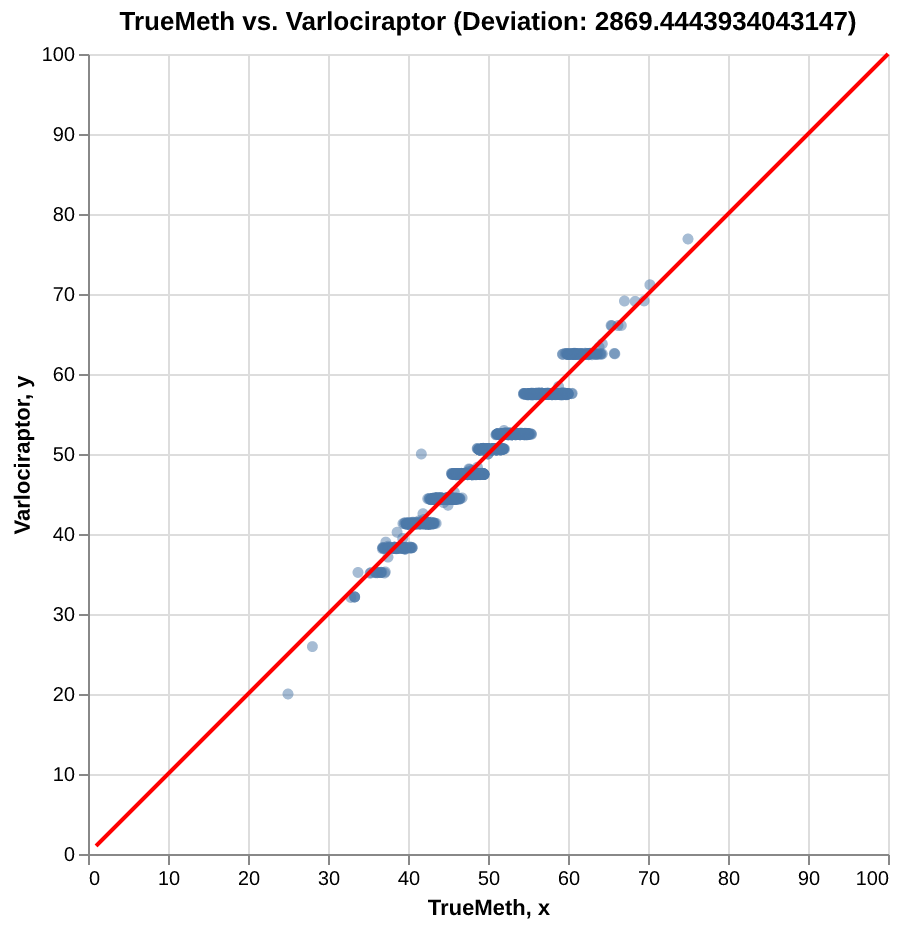 TrueMeth vs. Varlociraptor (Deviation: 2869.4443934043147)
100
90
80
70
60
50
40
30
20
10
0
Varlociraptor, y
0 10 20 30 40 50 60 70 80 90 100
TrueMeth, x